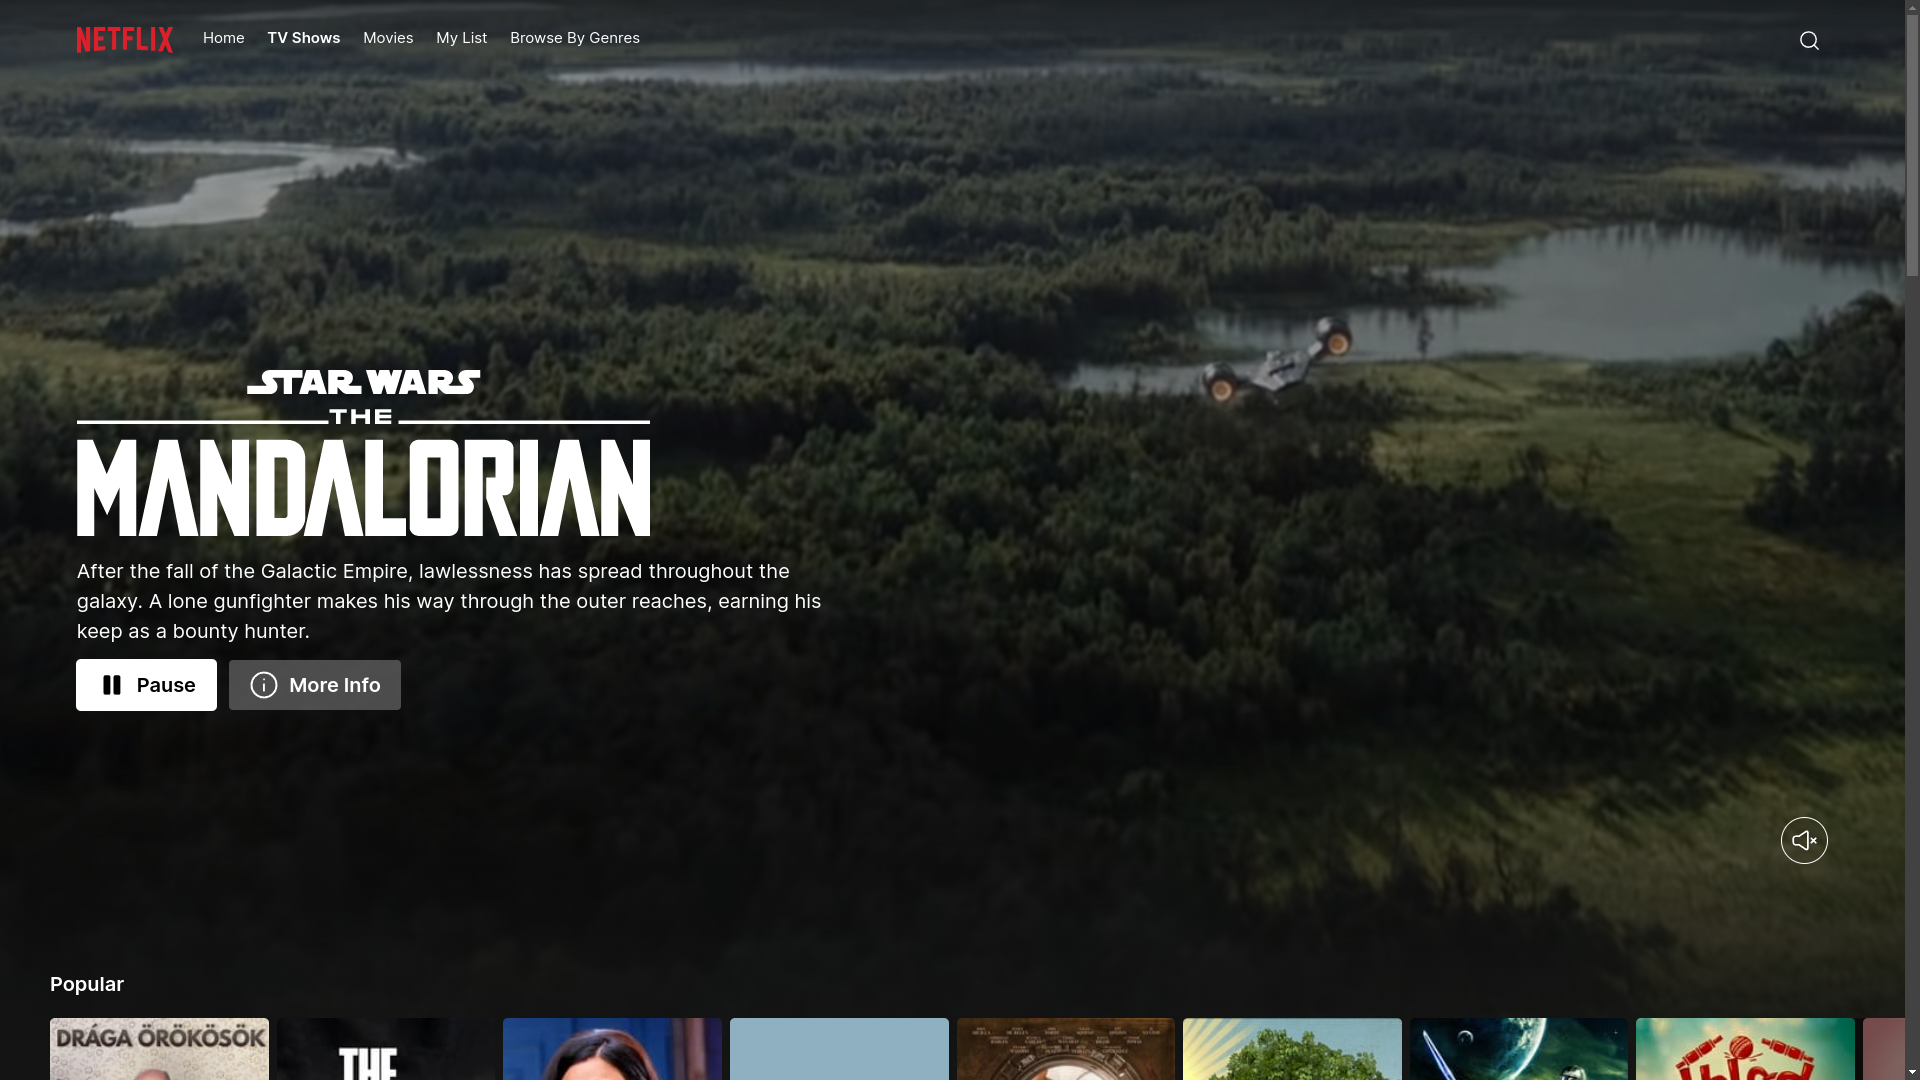 NETFLIX
Home
TV Shows
Movies
My List
Browse By Genres
STAR WARS
THE
MANDALORIAN
After the fall of the Galactic Empire, lawlessness has spread throughout the
galaxy. A lone gunfighter makes his way through the outer reaches, earning his
keep as a bounty hunter.
Pause
More Info
Popular
DRÁGA ÖRÖKÖSÖK
THE